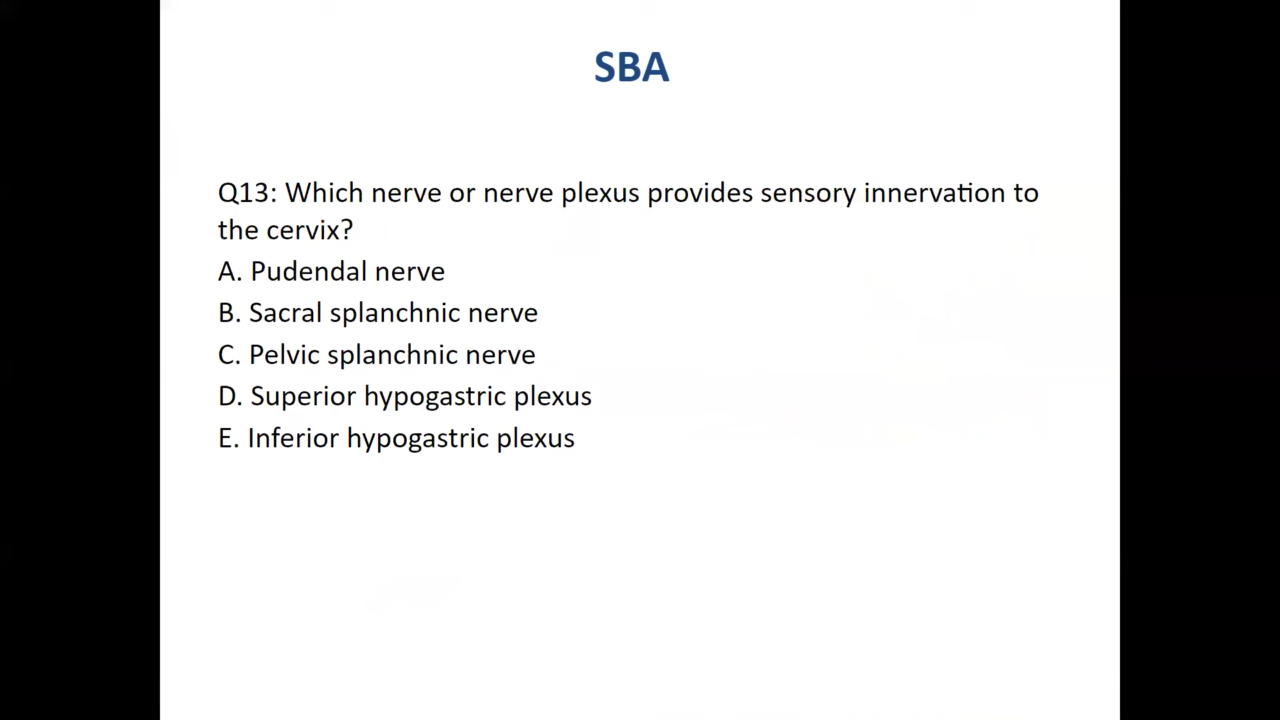 SBA
Q13: Which nerve or nerve plexus provides sensory innervation to
the cervix?
A. Pudendal nerve
B. Sacral splanchnic nerve
C. Pelvic splanchnic nerve
D. Superior hypogastric plexus
E. Inferior hypogastric plexus